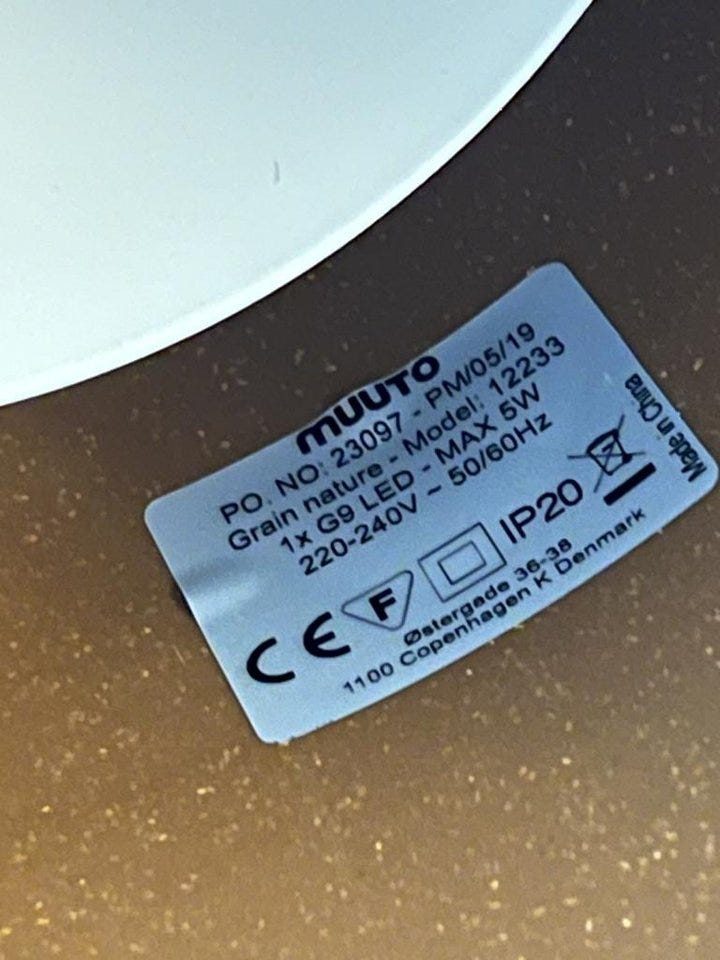 muuto
PO. NO: 23097 - PM/05/19
Grain nature - Model: 12233
1x G9 LED - MAX 5W
220-240V ~ 50/60Hz
CE F IP20
Østergade 36-38
1100 Copenhagen K Denmark
Made in China